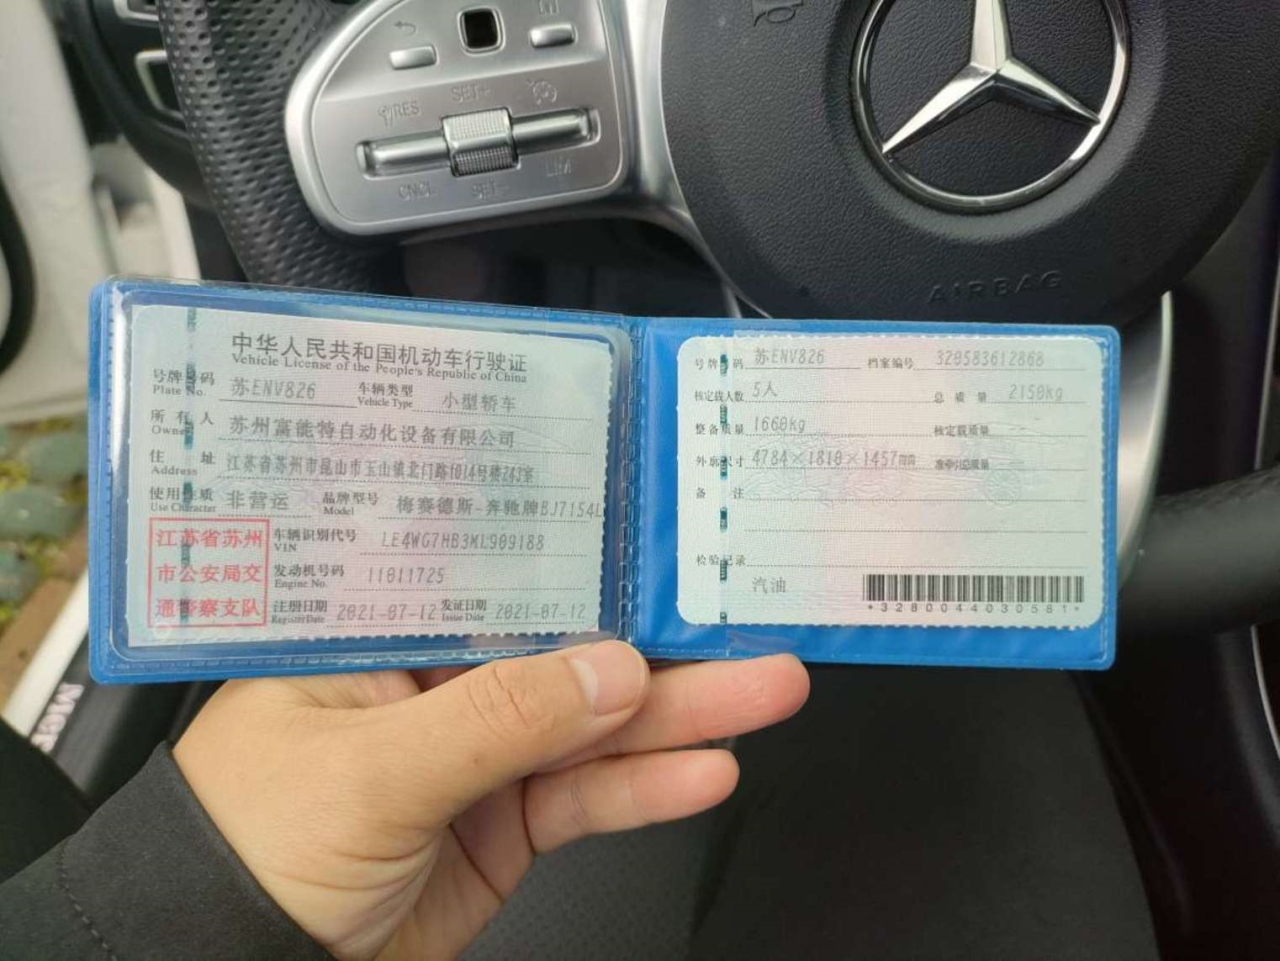 SET+
RES
LIM
CNCL
SET-
AIRBAG
中华人民共和国机动车行驶证
Vehicle License of the People's Republic of China
号牌号码 苏ENV826 车辆类型 小型轿车
Plate No. Vehicle Type
所有人 苏州富能特自动化设备有限公司
Owner
住址 江苏省苏州市昆山市玉山镇北门路1014号楼243室
Address
使用性质 非营运 品牌型号 梅赛德斯-奔驰牌BJ7154L
Use Character Model
江苏省苏州
市公安局交
通警察支队
车辆识别代号 LE4WG7HB3ML909188
VIN
发动机号码 11011725
Engine No.
注册日期 2021-07-12 发证日期 2021-07-12
Register Date Issue Date
号牌号码 苏ENV826 档案编号 320583612868
核定载人数 5人 总质量 2150kg
整备质量 1660kg 核定载质量
外廓尺寸 4784×1810×1457mm 准牵引总质量
备注
检验记录
汽油
*3280044030581*